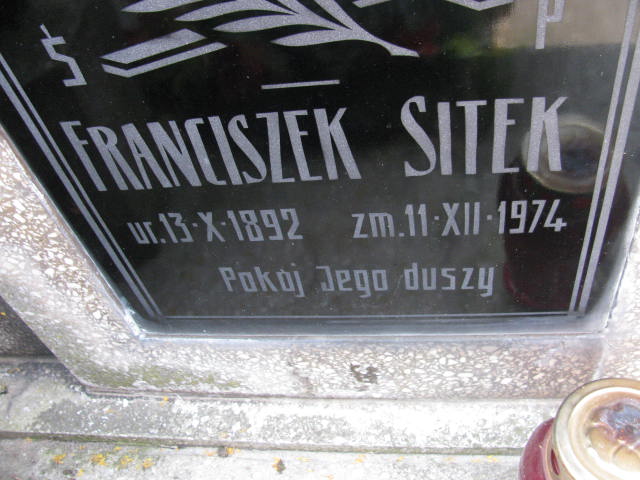 Ś P
FRANCISZEK SITEK
ur.13·X·1892 zm.11·XII·1974
Pokój Jego duszy